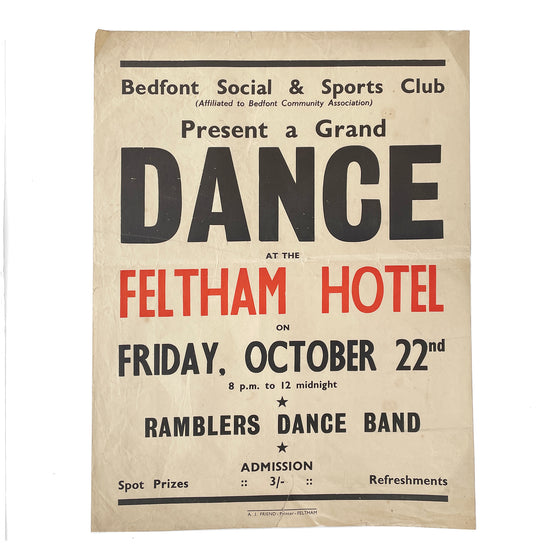 Bedfont Social & Sports Club
(Affiliated to Bedfont Community Association)
Present a Grand
DANCE
AT THE
FELTHAM HOTEL
ON
FRIDAY, OCTOBER 22nd
8 p.m. to 12 midnight
★
RAMBLERS DANCE BAND
★
ADMISSION
Spot Prizes :: 3/- :: Refreshments
A. J. FRIEND - Printer - FELTHAM